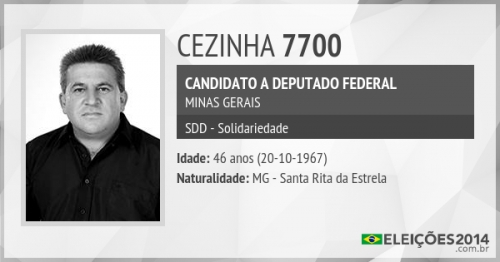 CEZINHA 7700
CANDIDATO A DEPUTADO FEDERAL
MINAS GERAIS
SDD - Solidariedade
Idade: 46 anos (20-10-1967)
Naturalidade: MG - Santa Rita da Estrela
ELEIÇÕES2014
.com.br